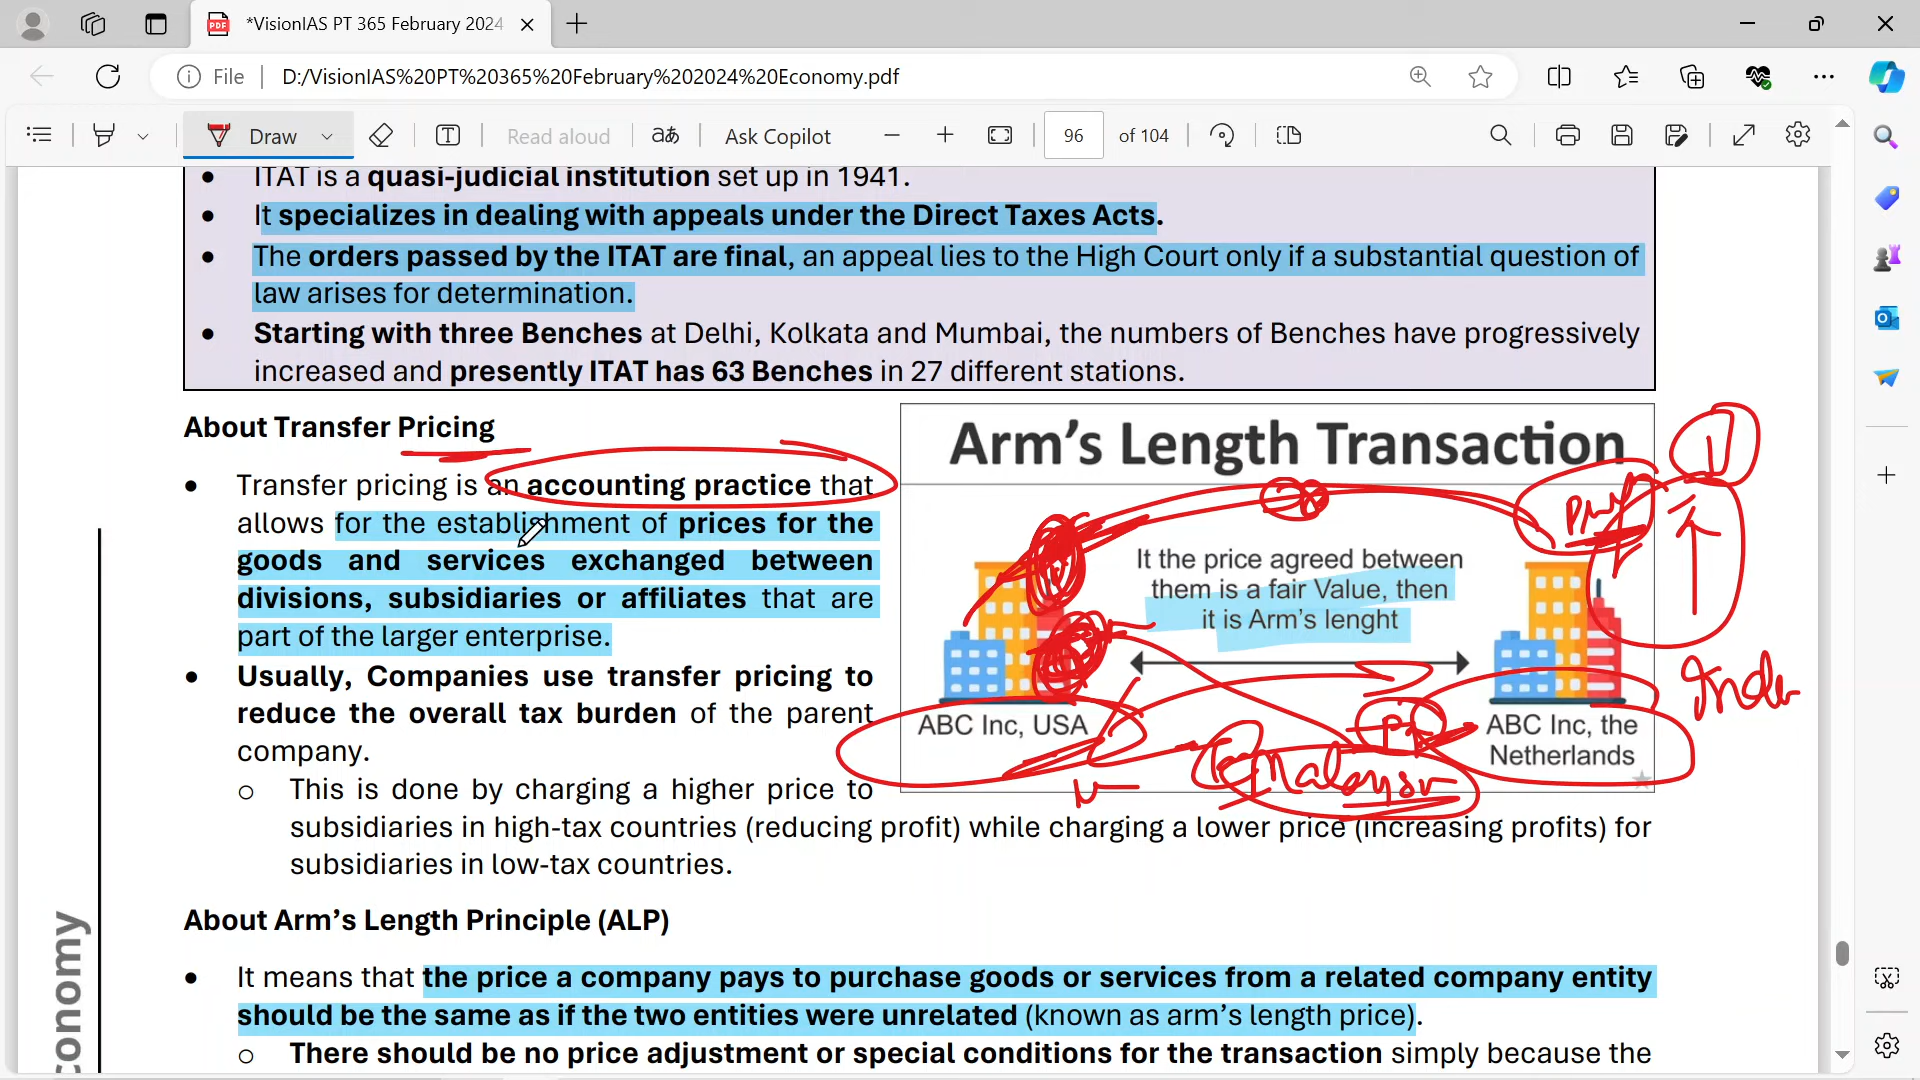 *VisionIAS PT 365 February 2024
File
D:/VisionIAS%20PT%20365%20February%202024%20Economy.pdf
Draw
Read aloud
aあ
Ask Copilot
96
of 104
• ITAT is a quasi-judicial institution set up in 1941.
• It specializes in dealing with appeals under the Direct Taxes Acts.
• The orders passed by the ITAT are final, an appeal lies to the High Court only if a substantial question of
law arises for determination.
• Starting with three Benches at Delhi, Kolkata and Mumbai, the numbers of Benches have progressively
increased and presently ITAT has 63 Benches in 27 different stations.
About Transfer Pricing
• Transfer pricing is an accounting practice that
allows for the establishment of prices for the
goods and services exchanged between
divisions, subsidiaries or affiliates that are
part of the larger enterprise.
• Usually, Companies use transfer pricing to
reduce the overall tax burden of the parent
company.
o This is done by charging a higher price to
subsidiaries in high-tax countries (reducing profit) while charging a lower price (increasing profits) for
subsidiaries in low-tax countries.
Arm's Length Transaction
It the price agreed between
them is a fair Value, then
it is Arm's lenght
ABC Inc, USA
ABC Inc, the
Netherlands
About Arm's Length Principle (ALP)
• It means that the price a company pays to purchase goods or services from a related company entity
should be the same as if the two entities were unrelated (known as arm's length price).
o There should be no price adjustment or special conditions for the transaction simply because the
conomy